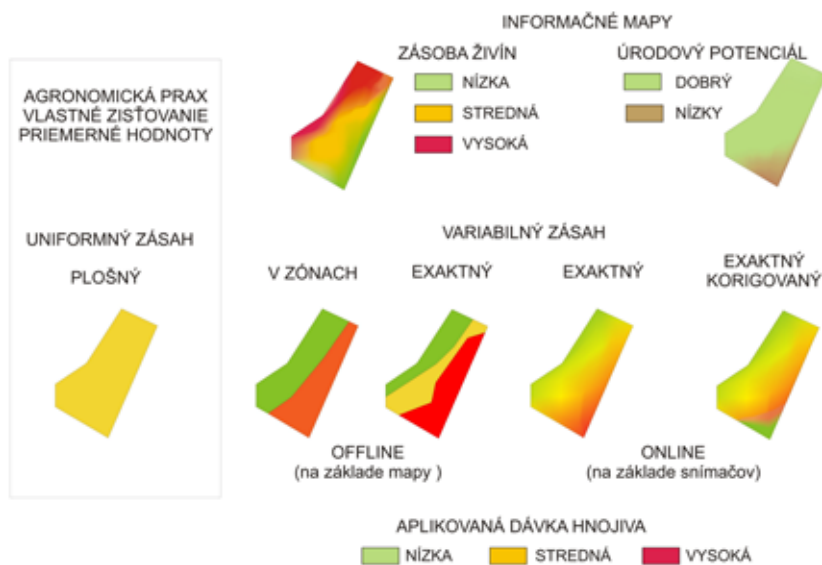 INFORMAČNÉ MAPY
ZÁSOBA ŽIVÍN
NÍZKA
STREDNÁ
VYSOKÁ
ÚRODOVÝ POTENCIÁL
DOBRÝ
NÍZKY
AGRONOMICKÁ PRAX
VLASTNÉ ZISŤOVANIE
PRIEMERNÉ HODNOTY
UNIFORMNÝ ZÁSAH
PLOŠNÝ
VARIABILNÝ ZÁSAH
V ZÓNACH
EXAKTNÝ
EXAKTNÝ
EXAKTNÝ
KORIGOVANÝ
OFFLINE
(na základe mapy )
ONLINE
(na základe snímačov)
APLIKOVANÁ DÁVKA HNOJIVA
NÍZKA
STREDNÁ
VYSOKÁ